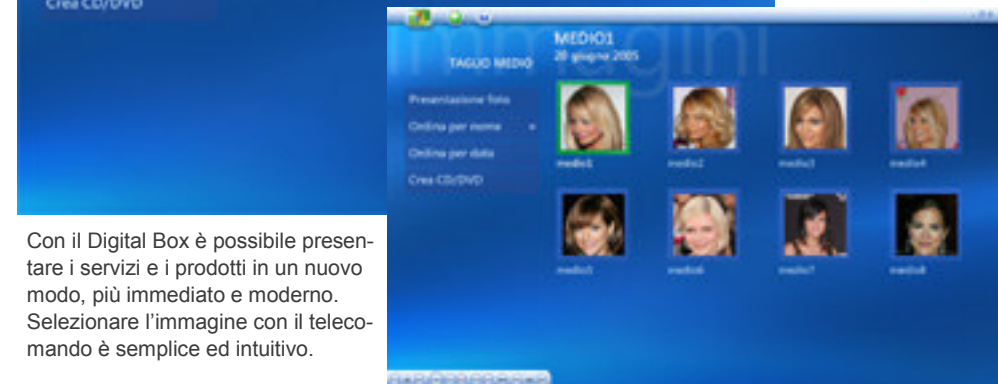 Crea CD/DVD
immagini
MEDIO1
20 giugno 2005
TAGLIO MEDIO
Presentazione foto
Ordina per nome
Ordina per data
Crea CD/DVD
medio1 medio2 medio3 medio4
medio5 medio6 medio7 medio8
Con il Digital Box è possibile presen-
tare i servizi e i prodotti in un nuovo
modo, più immediato e moderno.
Selezionare l’immagine con il teleco-
mando è semplice ed intuitivo.